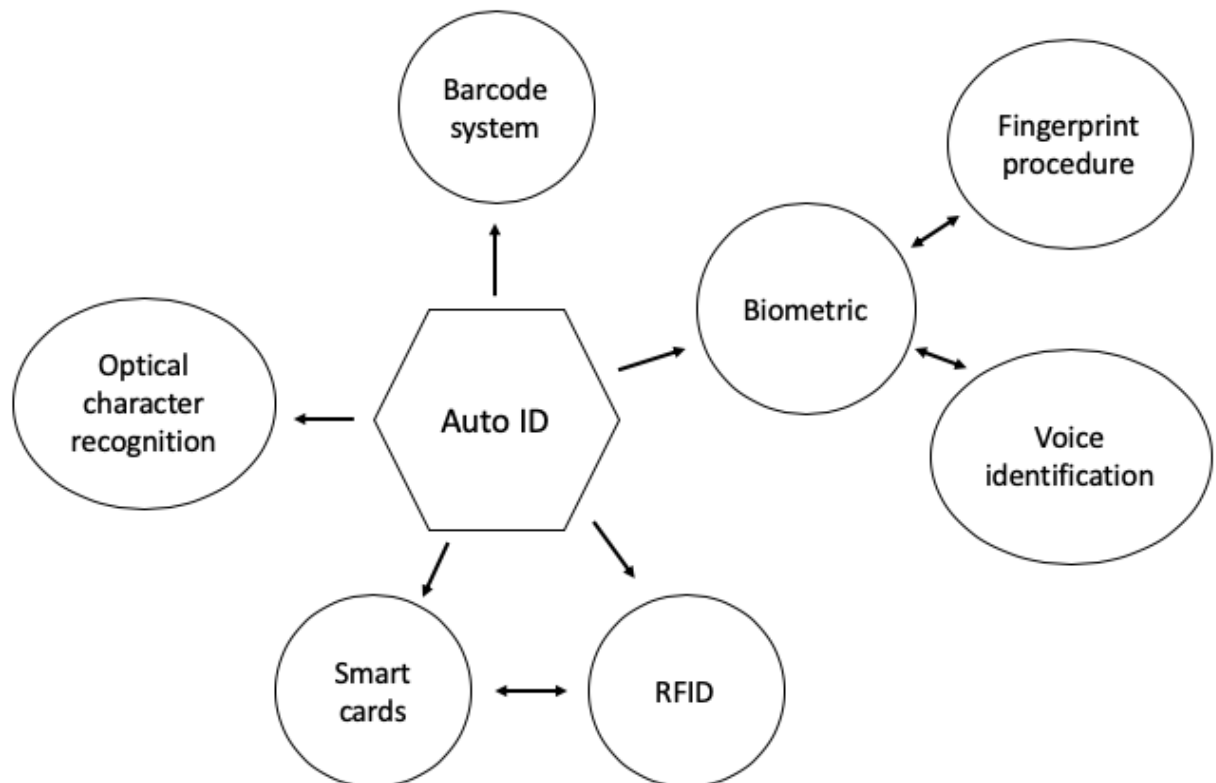 Barcode
system
Fingerprint
procedure
Biometric
Optical
character
recognition
Auto ID
Voice
identification
Smart
cards
RFID